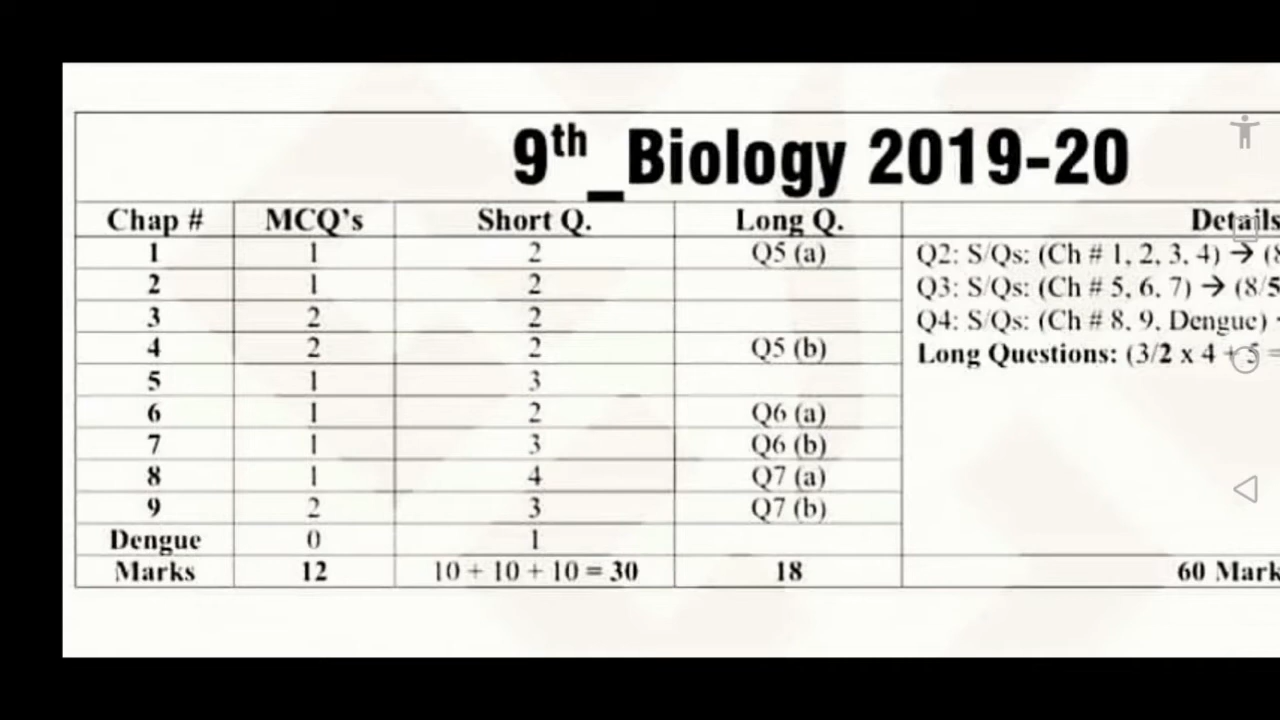 9th_Biology 2019-20
Chap # MCQ's Short Q. Long Q. Details
1 1 2 Q5 (a) Q2: S/Qs: (Ch # 1, 2, 3, 4) → (8
2 1 2 Q3: S/Qs: (Ch # 5, 6, 7) → (8/5
3 2 2 Q4: S/Qs: (Ch # 8, 9, Dengue)
4 2 2 Q5 (b) Long Questions: (3/2 x 4 + 5 =
5 1 3
6 1 2 Q6 (a)
7 1 3 Q6 (b)
8 1 4 Q7 (a)
9 2 3 Q7 (b)
Dengue 0 1
Marks 12 10 + 10 + 10 = 30 18 60 Mark